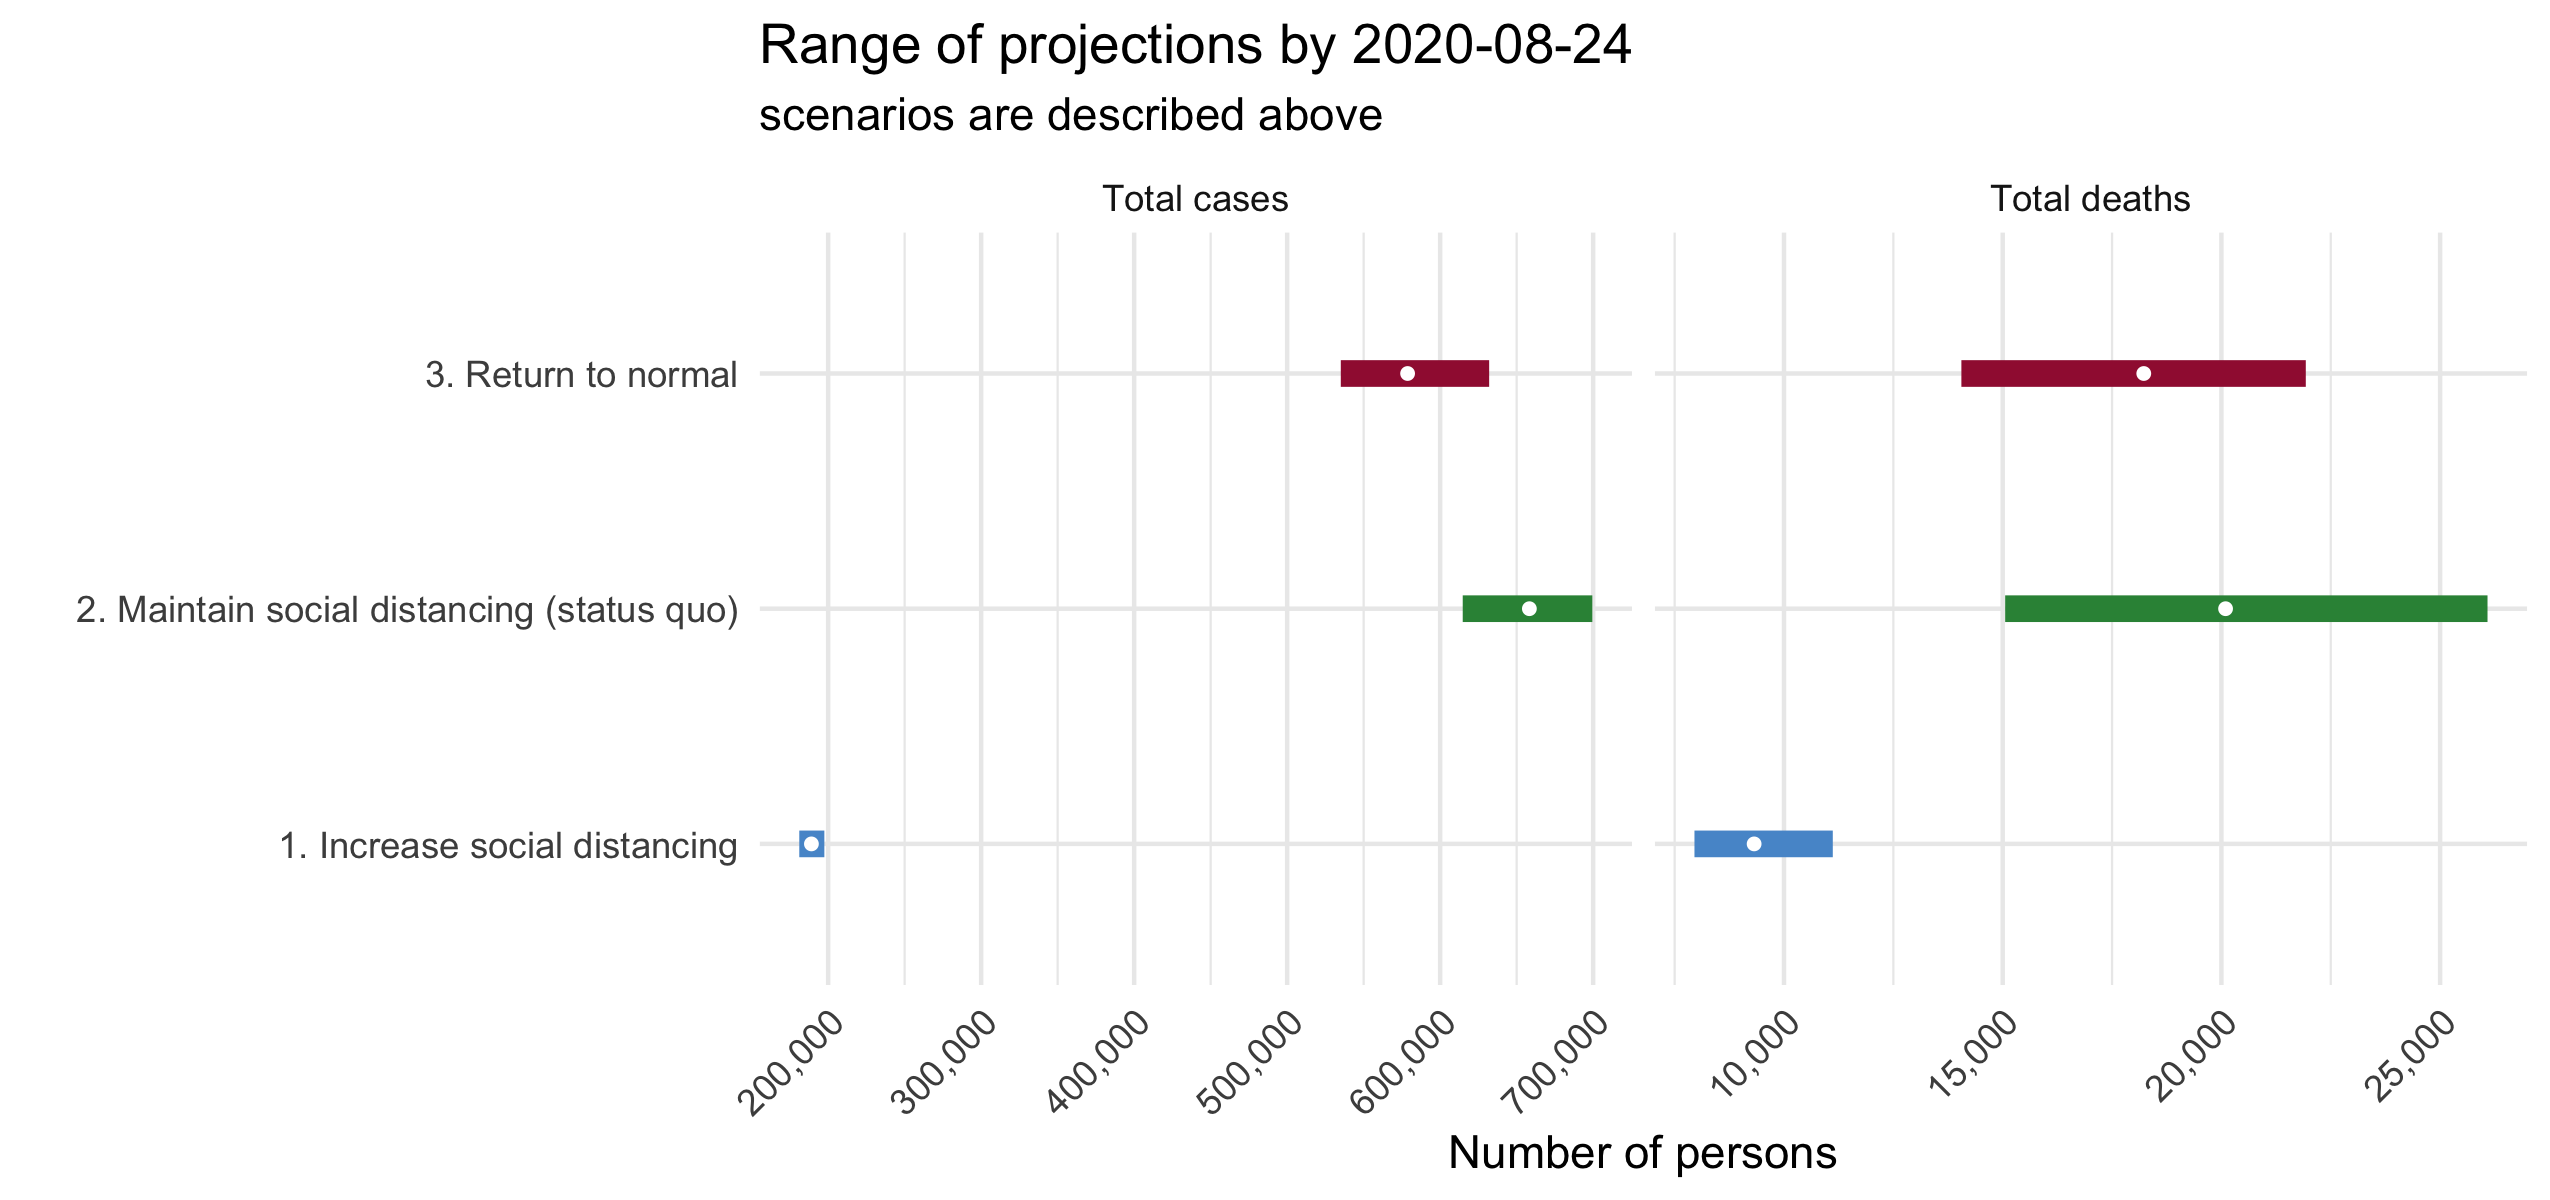 Range of projections by 2020-08-24
scenarios are described above
Total cases
Total deaths
3. Return to normal
2. Maintain social distancing (status quo)
1. Increase social distancing
200,000
300,000
400,000
500,000
600,000
700,000
10,000
15,000
20,000
25,000
Number of persons